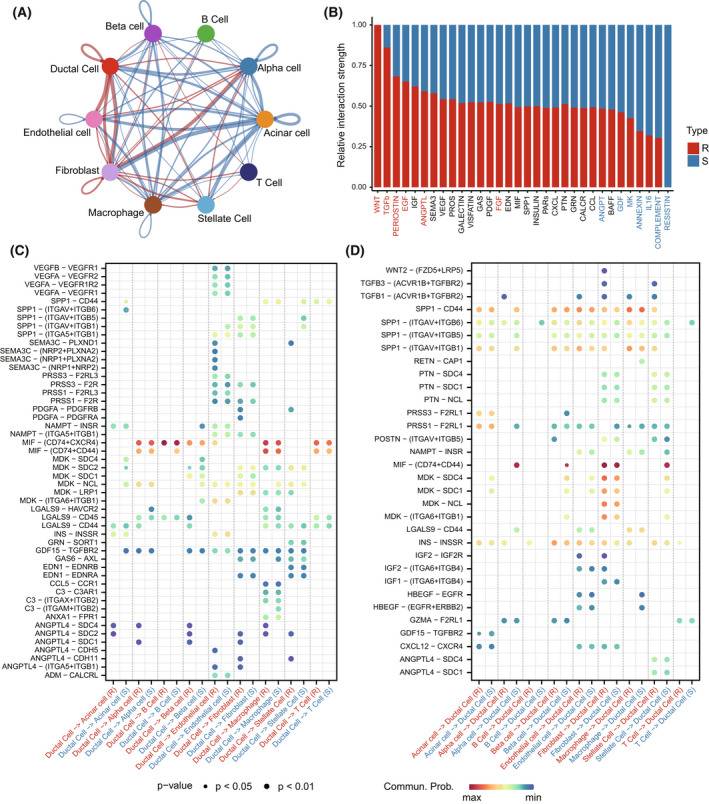 (A)
Beta cell
B Cell
Ductal Cell
Alpha cell
Endothelial cell
Acinar cell
Fibroblast
T Cell
Macrophage
Stellate Cell
(B)
Relative interaction strength
1.00
0.75
0.50
0.25
0.00
WNT
TGFb
PERIOSTIN
EGF
IGF
ANGPTL
SEMA3
VEGF
PROS
GALECTIN
VISFATIN
GAS
PDGF
FGF
EDN
MIF
SPP1
INSULIN
PARs
CXCL
PTN
GRN
CALCR
CCL
ANGPT
BAFF
GDF
MK
ANNEXIN
IL16
COMPLEMENT
RESISTIN
Type
R
S
(C)
VEGFB − VEGFR1
VEGFA − VEGFR2
VEGFA − VEGFR1R2
VEGFA − VEGFR1
SPP1 − CD44
SPP1 − (ITGAV+ITGB6)
SPP1 − (ITGAV+ITGB5)
SPP1 − (ITGAV+ITGB1)
SPP1 − (ITGA5+ITGB1)
SEMA3C − PLXND1
SEMA3C − (NRP2+PLXNA2)
SEMA3C − (NRP1+PLXNA2)
SEMA3C − (NRP1+NRP2)
PRSS3 − F2RL3
PRSS3 − F2R
PRSS1 − F2RL3
PRSS1 − F2R
PDGFA − PDGFRB
PDGFA − PDGFRA
NAMPT − INSR
NAMPT − (ITGA5+ITGB1)
MIF − (CD74+CXCR4)
MIF − (CD74+CD44)
MDK − SDC4
MDK − SDC2
MDK − SDC1
MDK − NCL
MDK − LRP1
MDK − (ITGA6+ITGB1)
LGALS9 − HAVCR2
LGALS9 − CD45
LGALS9 − CD44
INS − INSSR
GRN − SORT1
GDF15 − TGFBR2
GAS6 − AXL
EDN1 − EDNRB
EDN1 − EDNRA
CCL5 − CCR1
C3 − C3AR1
C3 − (ITGAX+ITGB2)
C3 − (ITGAM+ITGB2)
ANXA1 − FPR1
ANGPTL4 − SDC4
ANGPTL4 − SDC2
ANGPTL4 − SDC1
ANGPTL4 − CDH5
ANGPTL4 − CDH11
ANGPTL4 − (ITGA5+ITGB1)
ADM − CALCRL
Ductal Cell −> Acinar cell (R)
Ductal Cell −> Acinar cell (S)
Ductal Cell −> Alpha cell (R)
Ductal Cell −> Alpha cell (S)
Ductal Cell −> B Cell (R)
Ductal Cell −> B Cell (S)
Ductal Cell −> Beta cell (R)
Ductal Cell −> Beta cell (S)
Ductal Cell −> Endothelial cell (R)
Ductal Cell −> Endothelial cell (S)
Ductal Cell −> Fibroblast (R)
Ductal Cell −> Fibroblast (S)
Ductal Cell −> Macrophage (R)
Ductal Cell −> Macrophage (S)
Ductal Cell −> Stellate Cell (R)
Ductal Cell −> Stellate Cell (S)
Ductal Cell −> T Cell (R)
Ductal Cell −> T Cell (S)
(D)
WNT2 − (FZD5+LRP5)
TGFB3 − (ACVR1B+TGFBR2)
TGFB1 − (ACVR1B+TGFBR2)
SPP1 − CD44
SPP1 − (ITGAV+ITGB6)
SPP1 − (ITGAV+ITGB5)
SPP1 − (ITGAV+ITGB1)
RETN − CAP1
PTN − SDC4
PTN − SDC1
PTN − NCL
PRSS3 − F2RL1
PRSS1 − F2RL1
POSTN − (ITGAV+ITGB5)
NAMPT − INSR
MIF − (CD74+CD44)
MDK − SDC4
MDK − SDC1
MDK − NCL
MDK − (ITGA6+ITGB1)
LGALS9 − CD44
INS − INSSR
IGF2 − IGF2R
IGF2 − (ITGA6+ITGB4)
IGF1 − (ITGA6+ITGB4)
HBEGF − EGFR
HBEGF − (EGFR+ERBB2)
GZMA − F2RL1
GDF15 − TGFBR2
CXCL12 − CXCR4
ANGPTL4 − SDC4
ANGPTL4 − SDC1
Acinar cell −> Ductal Cell (R)
Acinar cell −> Ductal Cell (S)
Alpha cell −> Ductal Cell (R)
Alpha cell −> Ductal Cell (S)
B Cell −> Ductal Cell (R)
B Cell −> Ductal Cell (S)
Beta cell −> Ductal Cell (R)
Beta cell −> Ductal Cell (S)
Endothelial cell −> Ductal Cell (R)
Endothelial cell −> Ductal Cell (S)
Fibroblast −> Ductal Cell (R)
Fibroblast −> Ductal Cell (S)
Macrophage −> Ductal Cell (R)
Macrophage −> Ductal Cell (S)
Stellate Cell −> Ductal Cell (R)
Stellate Cell −> Ductal Cell (S)
T Cell −> Ductal Cell (R)
T Cell −> Ductal Cell (S)
p−value
p < 0.05
p < 0.01
Commun. Prob.
max
min